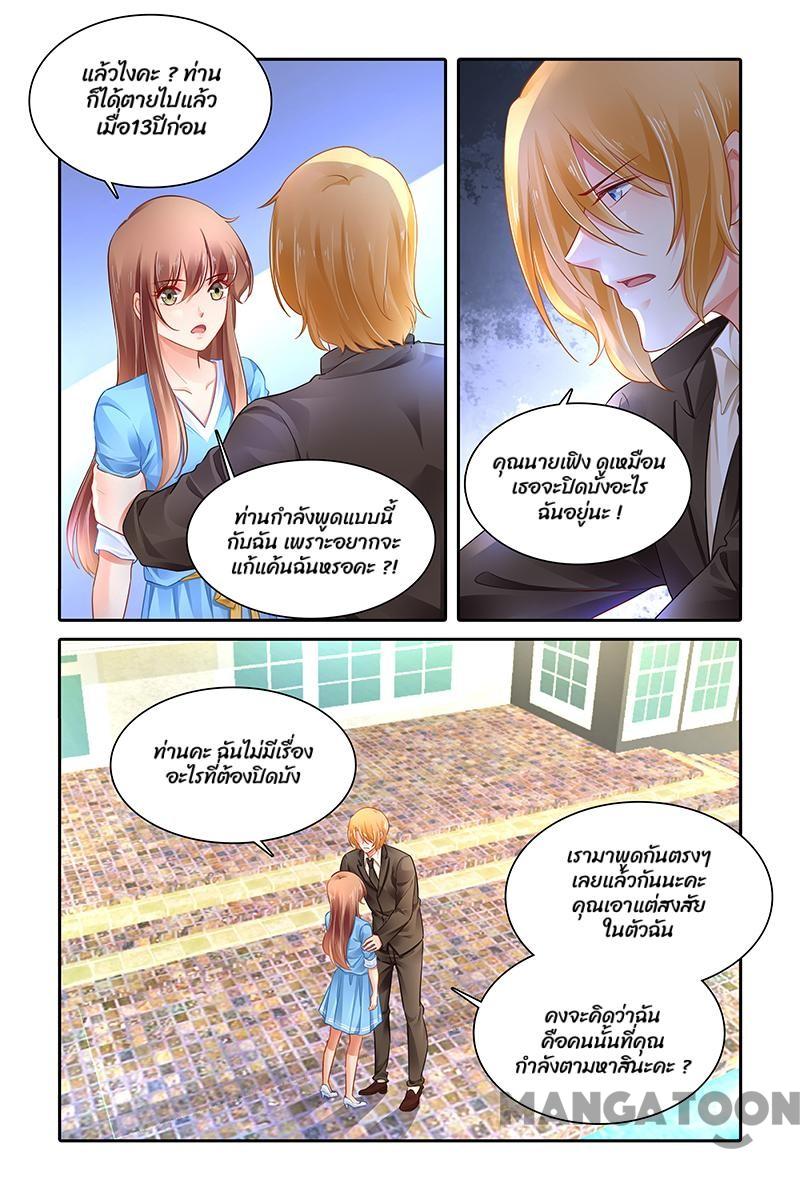 แล้วไงคะ ? ท่าน
ก็ได้ตายไปแล้ว
เมื่อ13ปีก่อน
ท่านกำลังพูดแบบนี้
กับฉัน เพราะอยากจะ
แก้แค้นฉันหรอคะ ?!
คุณนายเฟิง ดูเหมือน
เธอจะปิดบังอะไร
ฉันอยู่นะ !
ท่านคะ ฉันไม่มีเรื่อง
อะไรที่ต้องปิดบัง
เรามาพูดกันตรงๆ
เลยแล้วกันนะคะ
คุณเอาแต่สงสัย
ในตัวฉัน
คงจะคิดว่าฉัน
คือคนนั้นที่คุณ
กำลังตามหาสินะคะ ?
MANGATOON